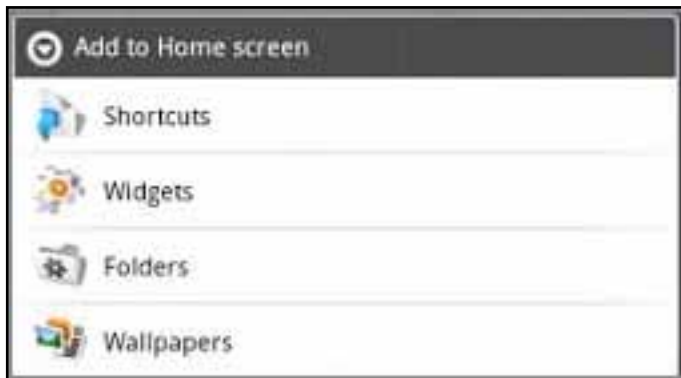 Add to Home screen
Shortcuts
Widgets
Folders
Wallpapers